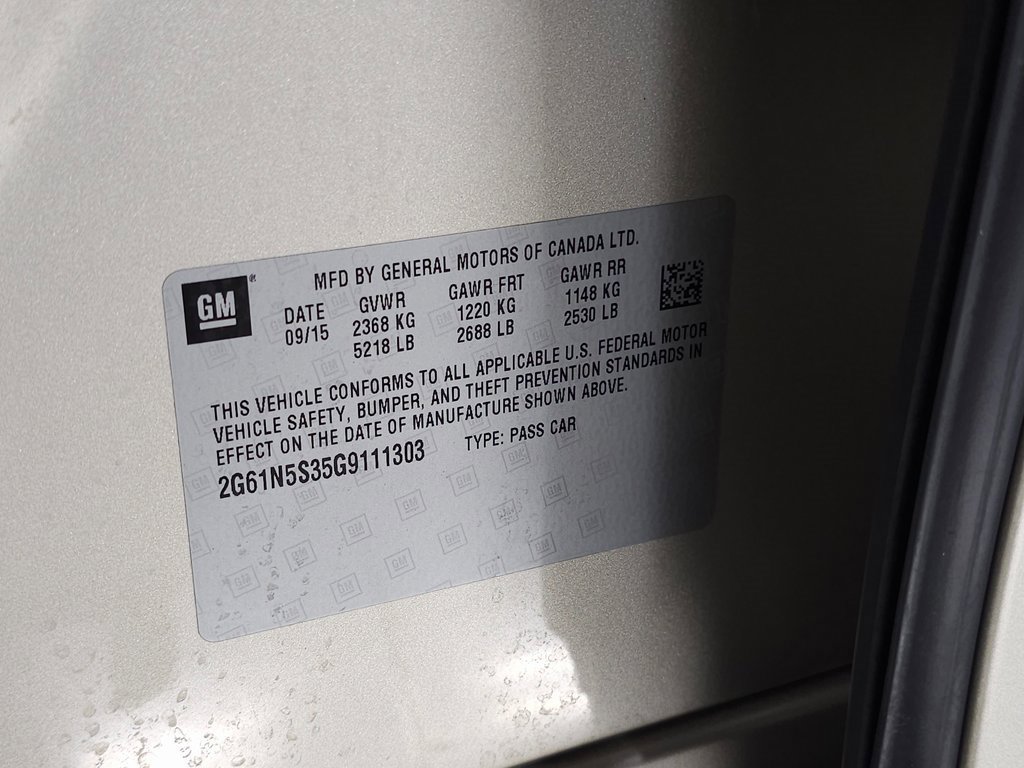 GM
MFD BY GENERAL MOTORS OF CANADA LTD.
DATE GVWR GAWR FRT GAWR RR
09/15 2368 KG 1220 KG 1148 KG
5218 LB 2688 LB 2530 LB
THIS VEHICLE CONFORMS TO ALL APPLICABLE U.S. FEDERAL MOTOR
VEHICLE SAFETY, BUMPER, AND THEFT PREVENTION STANDARDS IN
EFFECT ON THE DATE OF MANUFACTURE SHOWN ABOVE.
2G61N5S35G9111303 TYPE: PASS CAR